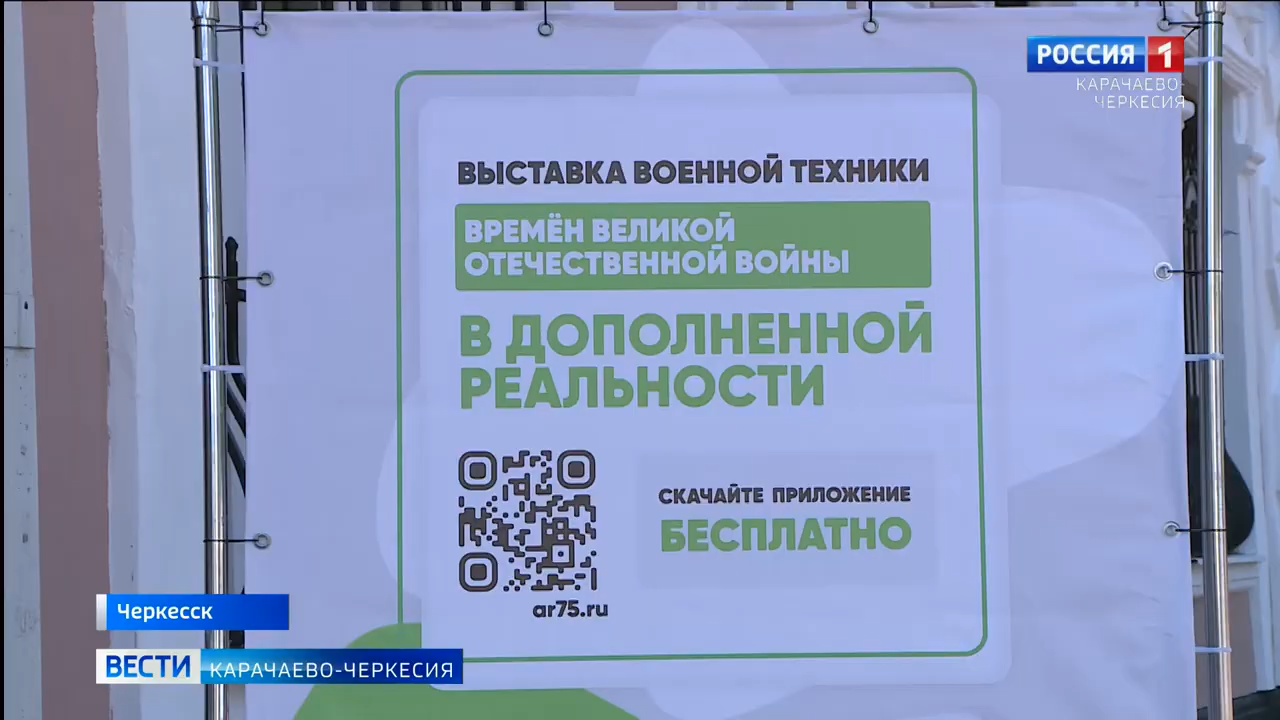 РОССИЯ 1
КАРАЧАЕВО-
ЧЕРКЕСИЯ
ВЫСТАВКА ВОЕННОЙ ТЕХНИКИ
ВРЕМЁН ВЕЛИКОЙ
ОТЕЧЕСТВЕННОЙ ВОЙНЫ
В ДОПОЛНЕННОЙ
РЕАЛЬНОСТИ
СКАЧАЙТЕ ПРИЛОЖЕНИЕ
БЕСПЛАТНО
ar75.ru
Черкесск
ВЕСТИ КАРАЧАЕВО-ЧЕРКЕСИЯ